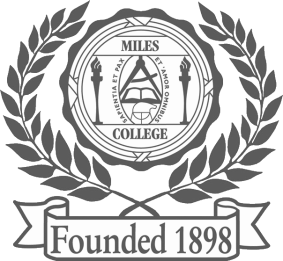 MILES
SAPIENTIA ET PAX
ET AMOR OMNIBUS
COLLEGE
Founded 1898